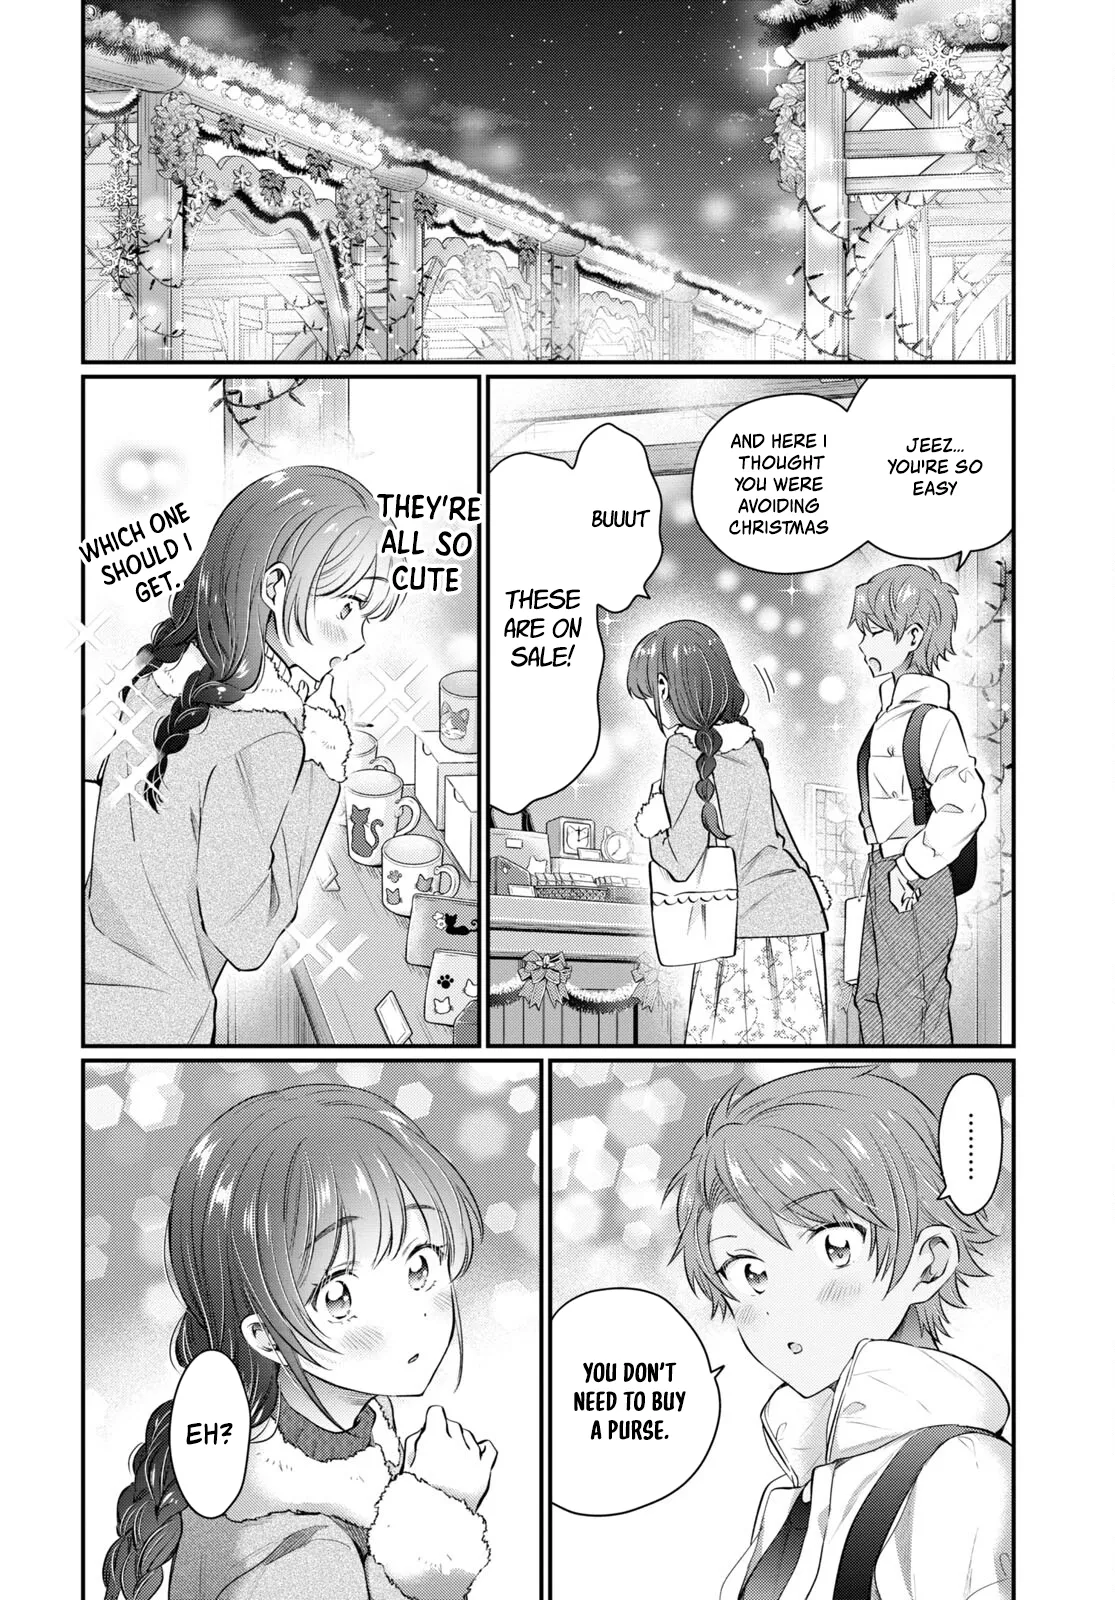 JEEZ...
YOU'RE SO
EASY
AND HERE I
THOUGHT
YOU WERE
AVOIDING
CHRISTMAS
BUUUT
THESE
ARE ON
SALE!
THEY'RE
ALL SO
CUTE
WHICH ONE
SHOULD I
GET.
.........
YOU DON'T
NEED TO BUY
A PURSE.
EH?